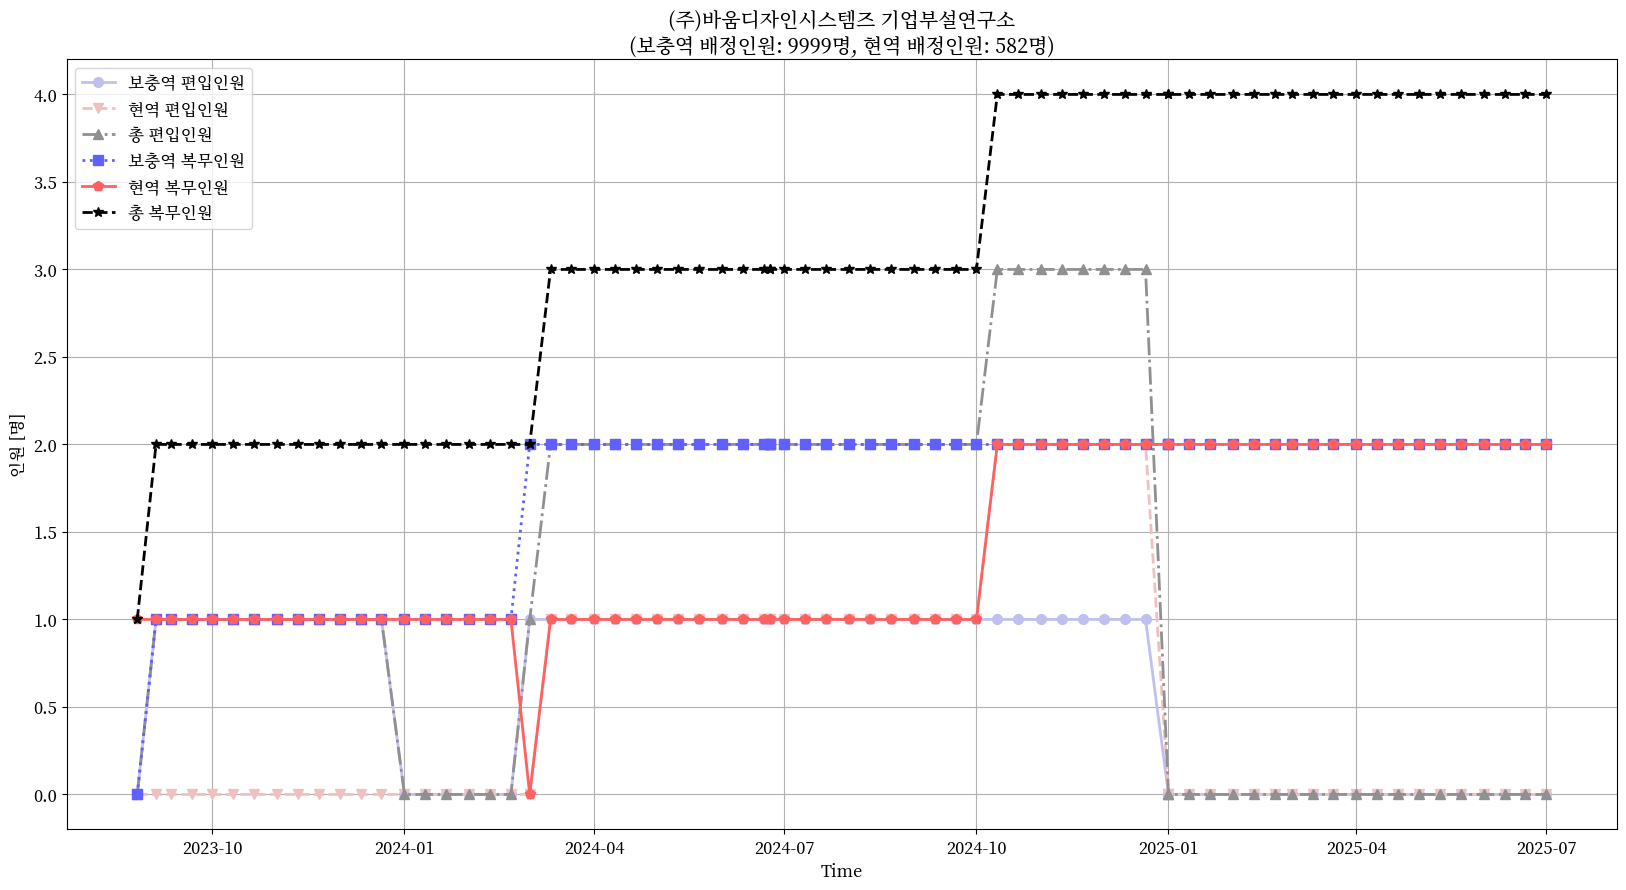 (주)바움디자인시스템즈 기업부설연구소
(보충역 배정인원: 9999명, 현역 배정인원: 582명)
보충역 편입인원
현역 편입인원
총 편입인원
보충역 복무인원
현역 복무인원
총 복무인원
4.0
3.5
3.0
2.5
2.0
1.5
1.0
0.5
0.0
인원 [명]
2023-10
2024-01
2024-04
2024-07
2024-10
2025-01
2025-04
2025-07
Time